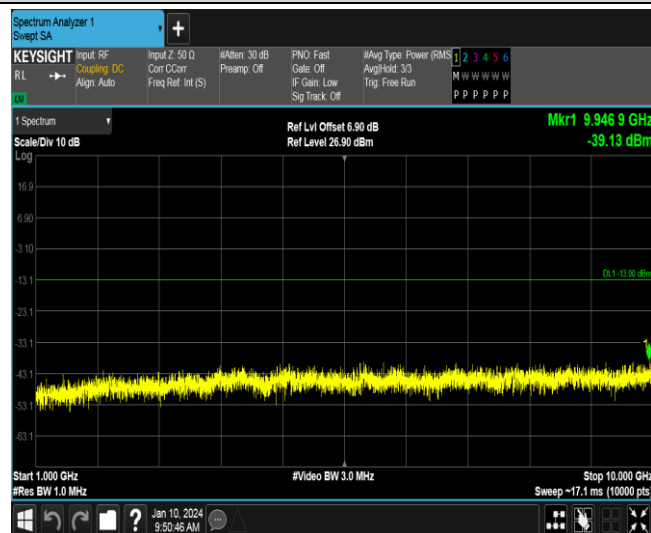 Spectrum Analyzer 1
Swept SA
KEYSIGHT
RL
Input: RF
Coupling: DC
Align: Auto
Input Z: 50 Ω
Corr CCorr
Freq Ref: Int (S)
#Atten: 30 dB
Preamp: Off
PNO: Fast
Gate: Off
IF Gain: Low
Sig Track: Off
#Avg Type: Power (RMS
Avg|Hold: 3/3
Trig: Free Run
1 2 3 4 5 6
M W W W W W
P P P P P P
1 Spectrum
Scale/Div 10 dB
Log
Ref Lvl Offset 6.90 dB
Ref Level 26.90 dBm
Mkr1 9.946 9 GHz
-39.13 dBm
16.9
6.90
-3.10
-13.1
-23.1
-33.1
-43.1
-53.1
-63.1
DL1 -13.00 dBm
1
Start 1.000 GHz
#Res BW 1.0 MHz
#Video BW 3.0 MHz
Stop 10.000 GHz
Sweep ~17.1 ms (10000 pts)
?
Jan 10, 2024
9:50:46 AM